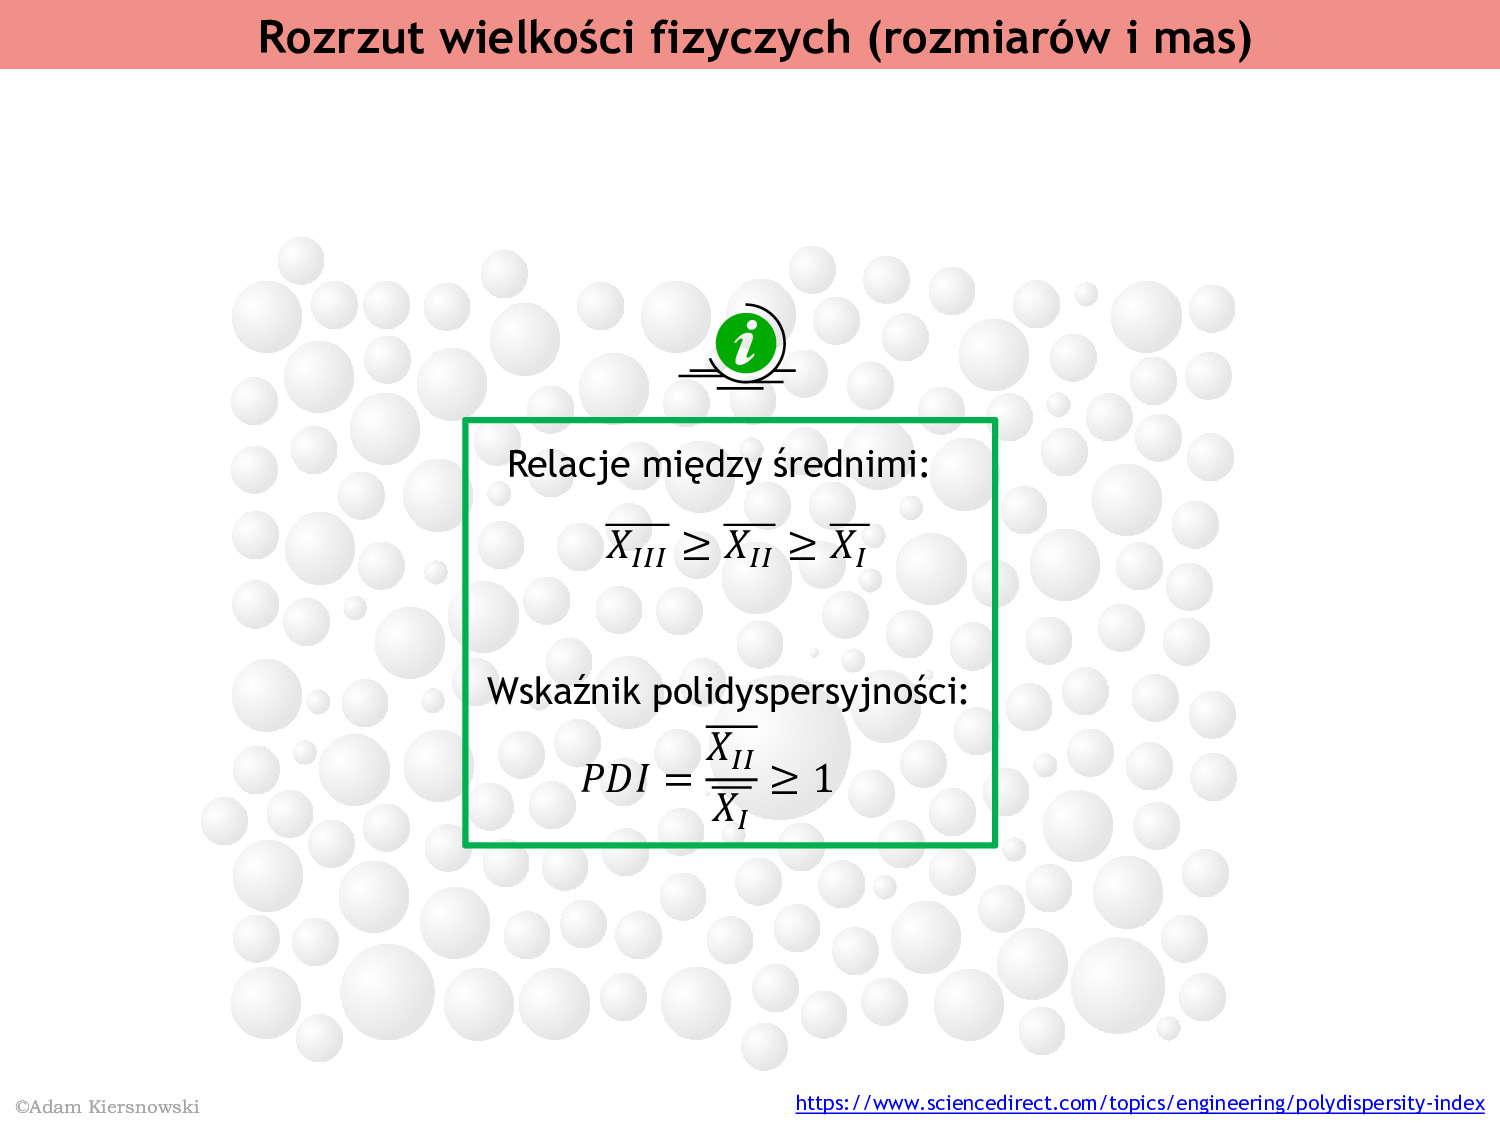 Rozrzut wielkości fizyczych (rozmiarów i mas)
i
Relacje między średnimi:
$\overline{X_{III}} \geq \overline{X_{II}} \geq \overline{X_{I}}$
Wskaźnik polidyspersyjności:
$PDI = \frac{\overline{X_{II}}}{\overline{X_{I}}} \geq 1$
©Adam Kiersnowski
https://www.sciencedirect.com/topics/engineering/polydispersity-index